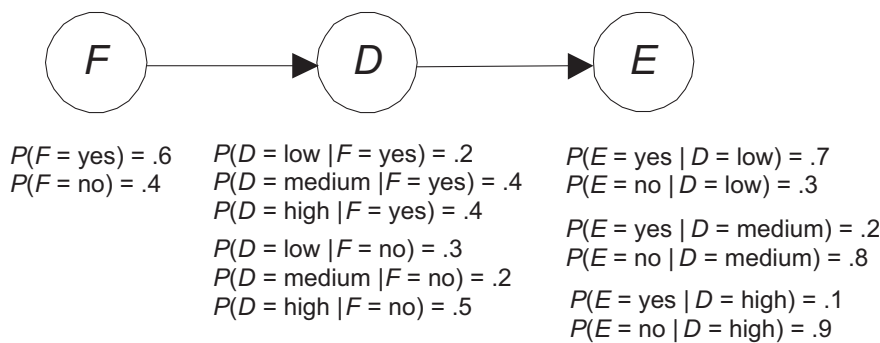 F
D
E
P(F = yes) = .6
P(F = no) = .4
P(D = low | F = yes) = .2
P(D = medium | F = yes) = .4
P(D = high | F = yes) = .4
P(D = low | F = no) = .3
P(D = medium | F = no) = .2
P(D = high | F = no) = .5
P(E = yes | D = low) = .7
P(E = no | D = low) = .3
P(E = yes | D = medium) = .2
P(E = no | D = medium) = .8
P(E = yes | D = high) = .1
P(E = no | D = high) = .9